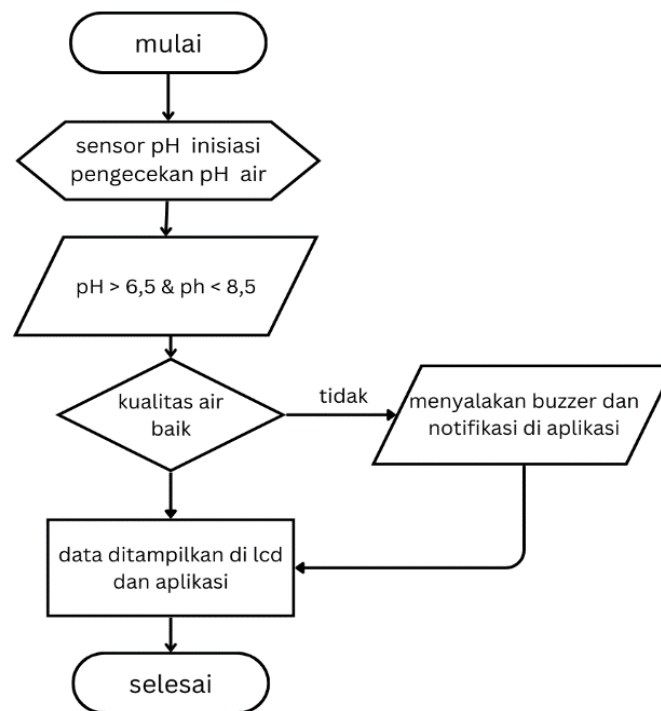 mulai
sensor pH inisiasi
pengecekan pH air
pH > 6,5 & ph < 8,5
kualitas air
baik
tidak
menyalakan buzzer dan
notifikasi di aplikasi
data ditampilkan di lcd
dan aplikasi
selesai